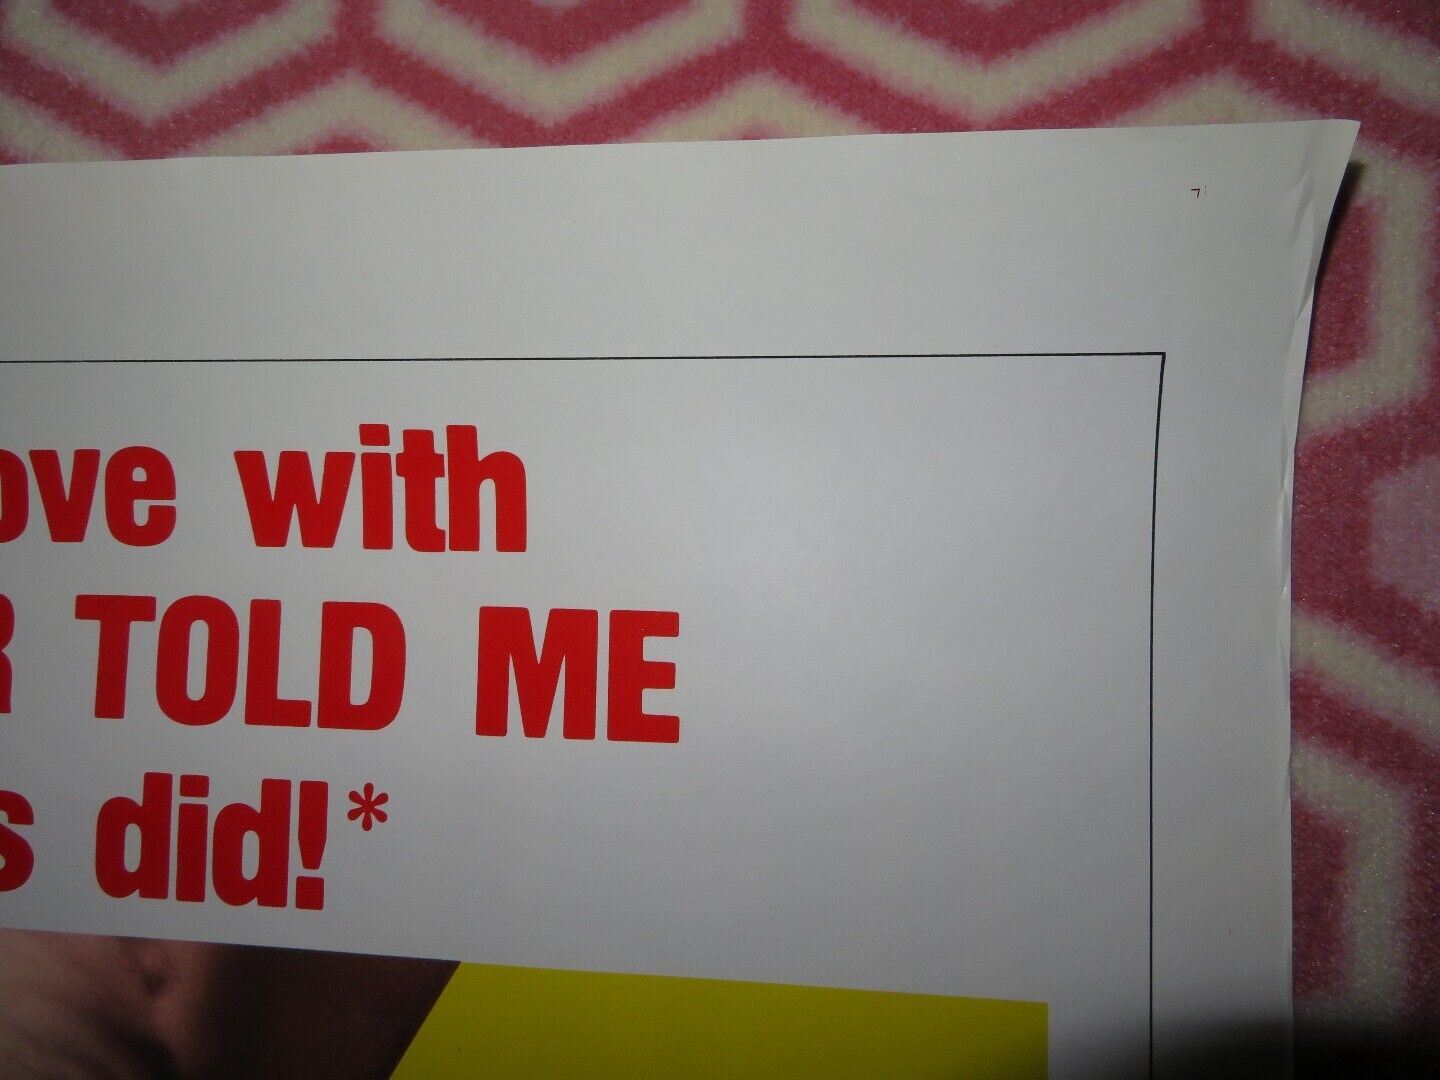 ove with
R TOLD ME
s did!*